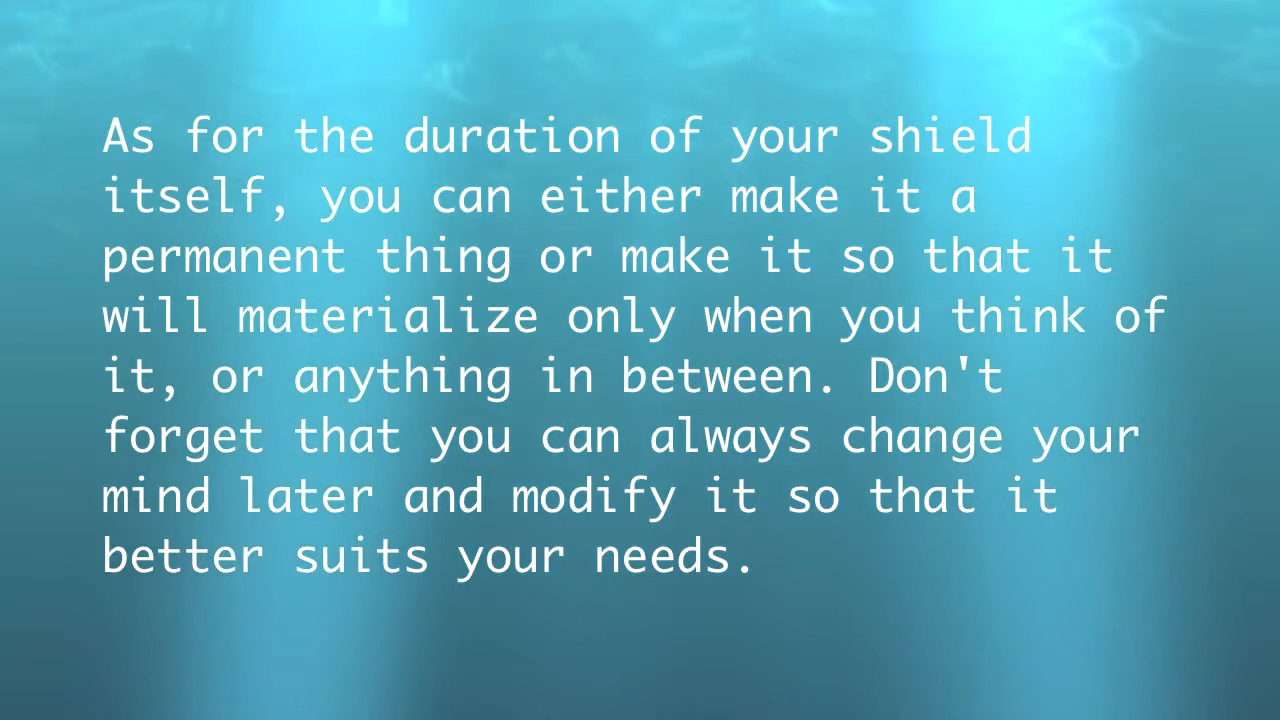 As for the duration of your shield
itself, you can either make it a
permanent thing or make it so that it
will materialize only when you think of
it, or anything in between. Don't
forget that you can always change your
mind later and modify it so that it
better suits your needs.